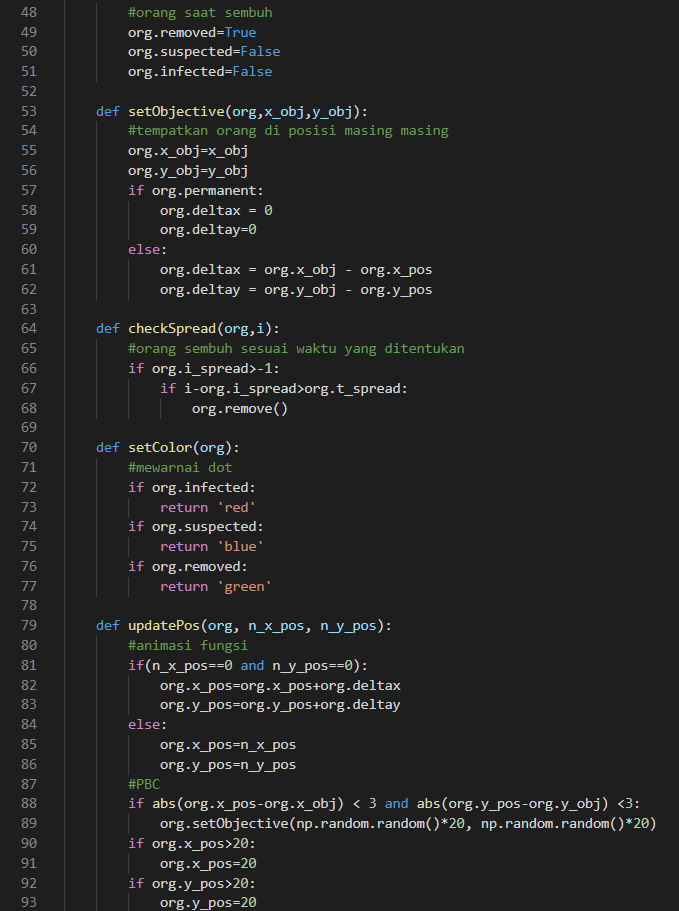 48 #orang saat sembuh
49 org.removed=True
50 org.suspected=False
51 org.infected=False
52
53 def setObjective(org,x_obj,y_obj):
54 #tempatkan orang di posisi masing masing
55 org.x_obj=x_obj
56 org.y_obj=y_obj
57 if org.permanent:
58 org.deltax = 0
59 org.deltay=0
60 else:
61 org.deltax = org.x_obj - org.x_pos
62 org.deltay = org.y_obj - org.y_pos
63
64 def checkSpread(org,i):
65 #orang sembuh sesuai waktu yang ditentukan
66 if org.i_spread>-1:
67 if i-org.i_spread>org.t_spread:
68 org.remove()
69
70 def setColor(org):
71 #mewarnai dot
72 if org.infected:
73 return 'red'
74 if org.suspected:
75 return 'blue'
76 if org.removed:
77 return 'green'
78
79 def updatePos(org, n_x_pos, n_y_pos):
80 #animasi fungsi
81 if(n_x_pos==0 and n_y_pos==0):
82 org.x_pos=org.x_pos+org.deltax
83 org.y_pos=org.y_pos+org.deltay
84 else:
85 org.x_pos=n_x_pos
86 org.y_pos=n_y_pos
87 #PBC
88 if abs(org.x_pos-org.x_obj) < 3 and abs(org.y_pos-org.y_obj) <3:
89 org.setObjective(np.random.random()*20, np.random.random()*20)
90 if org.x_pos>20:
91 org.x_pos=20
92 if org.y_pos>20:
93 org.y_pos=20